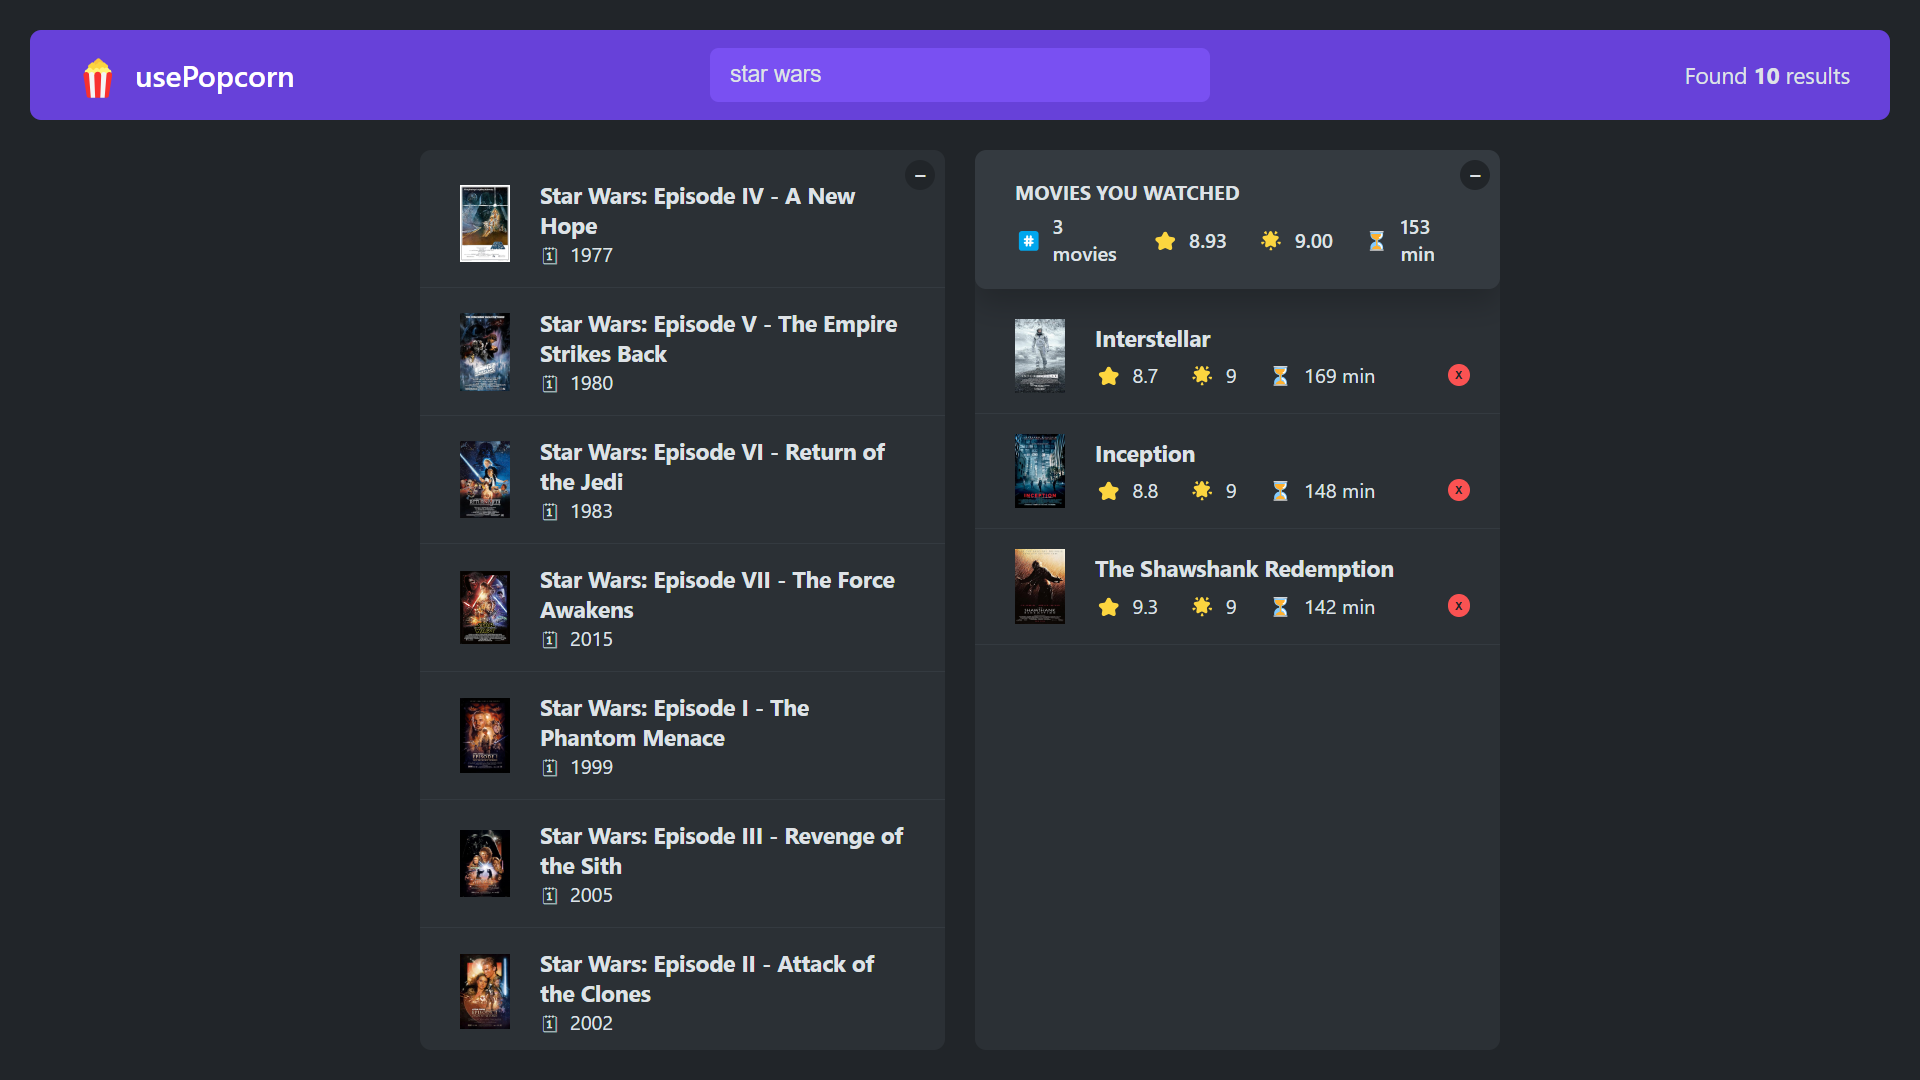 usePopcorn
star wars
Found 10 results
Star Wars: Episode IV - A New
Hope
1977
Star Wars: Episode V - The Empire
Strikes Back
1980
Star Wars: Episode VI - Return of
the Jedi
1983
Star Wars: Episode VII - The Force
Awakens
2015
Star Wars: Episode I - The
Phantom Menace
1999
Star Wars: Episode III - Revenge of
the Sith
2005
Star Wars: Episode II - Attack of
the Clones
2002
MOVIES YOU WATCHED
3 movies
8.93
9.00
153 min
Interstellar
8.7 9 169 min X
Inception
8.8 9 148 min X
The Shawshank Redemption
9.3 9 142 min X